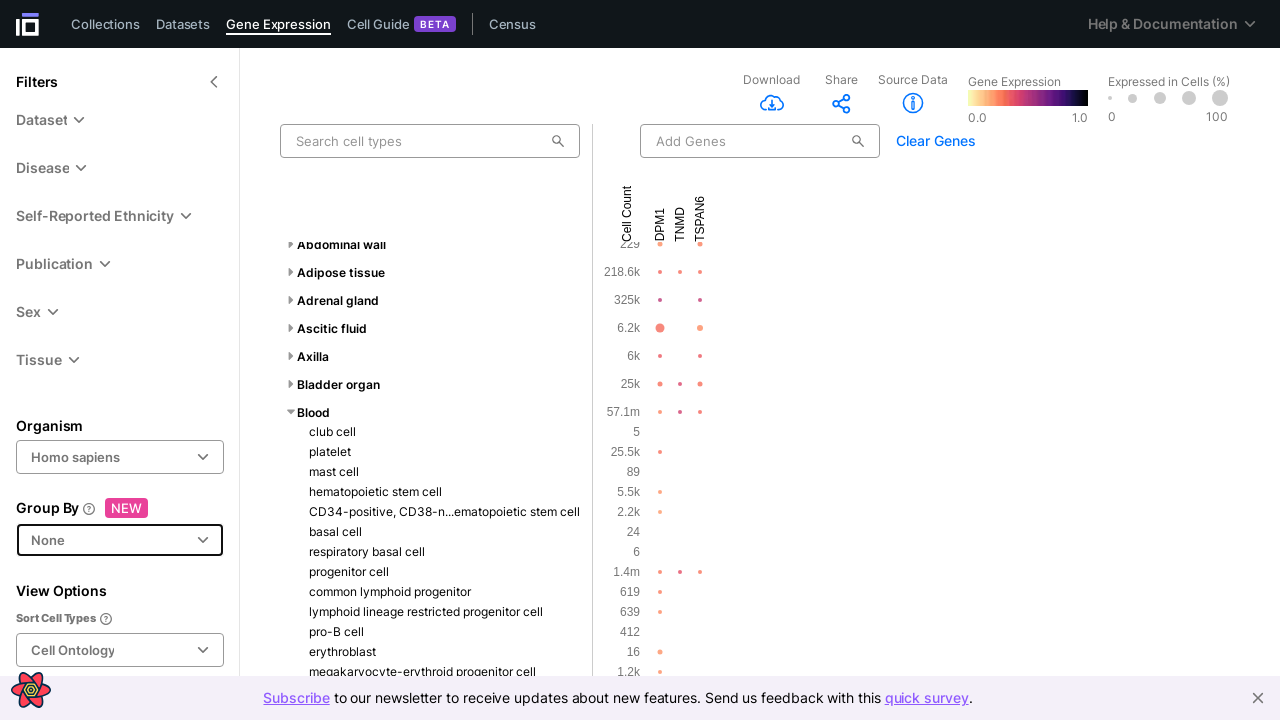 Collections Datasets Gene Expression Cell Guide BETA Census Help & Documentation
Filters
Dataset
Disease
Self-Reported Ethnicity
Publication
Sex
Tissue
Organism
Homo sapiens
Group By NEW
None
View Options
Sort Cell Types
Cell Ontology
Download Share Source Data
Gene Expression
0.0 1.0
Expressed in Cells (%)
0 100
Search cell types
Add Genes
Clear Genes
Cell Count
DPM1
TNMD
TSPAN6
Abdominal wall 229
Adipose tissue 218.6k
Adrenal gland 325k
Ascitic fluid 6.2k
Axilla 6k
Bladder organ 25k
Blood 57.1m
club cell 5
platelet 25.5k
mast cell 89
hematopoietic stem cell 5.5k
CD34-positive, CD38-n...ematopoietic stem cell 2.2k
basal cell 24
respiratory basal cell 6
progenitor cell 1.4m
common lymphoid progenitor 619
lymphoid lineage restricted progenitor cell 639
pro-B cell 412
erythroblast 16
megakaryocyte-erythroid progenitor cell 1.2k
Subscribe to our newsletter to receive updates about new features. Send us feedback with this quick survey.